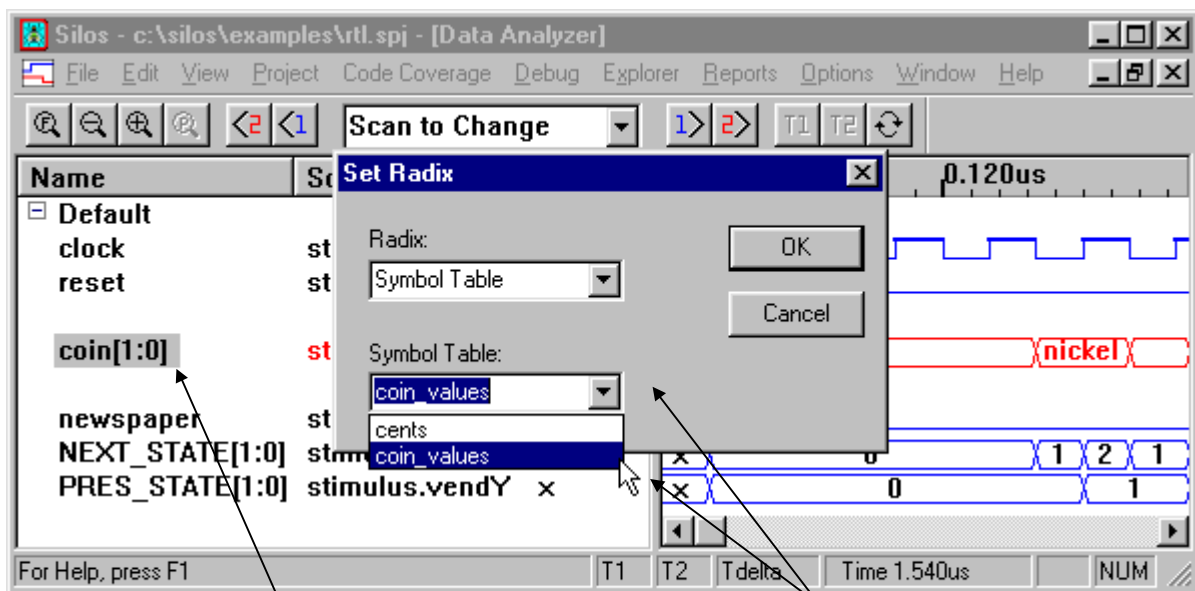 Silos - c:\silos\examples\rtl.spj - [Data Analyzer]
File Edit View Project Code Coverage Debug Explorer Reports Options Window Help
<2 <1 Scan to Change 1> 2> T1 T2
Name
Set Radix
0.120us
Default
clock st
reset st
coin[1:0] st
newspaper st
NEXT_STATE[1:0]
PRES_STATE[1:0] stimulus.vendY x
Radix:
Symbol Table
OK
Cancel
Symbol Table:
coin_values
cents
coin_values
nickel
x 0 1 2 1
x 0 1
For Help, press F1 T1 T2 Tdelta Time 1.540us NUM